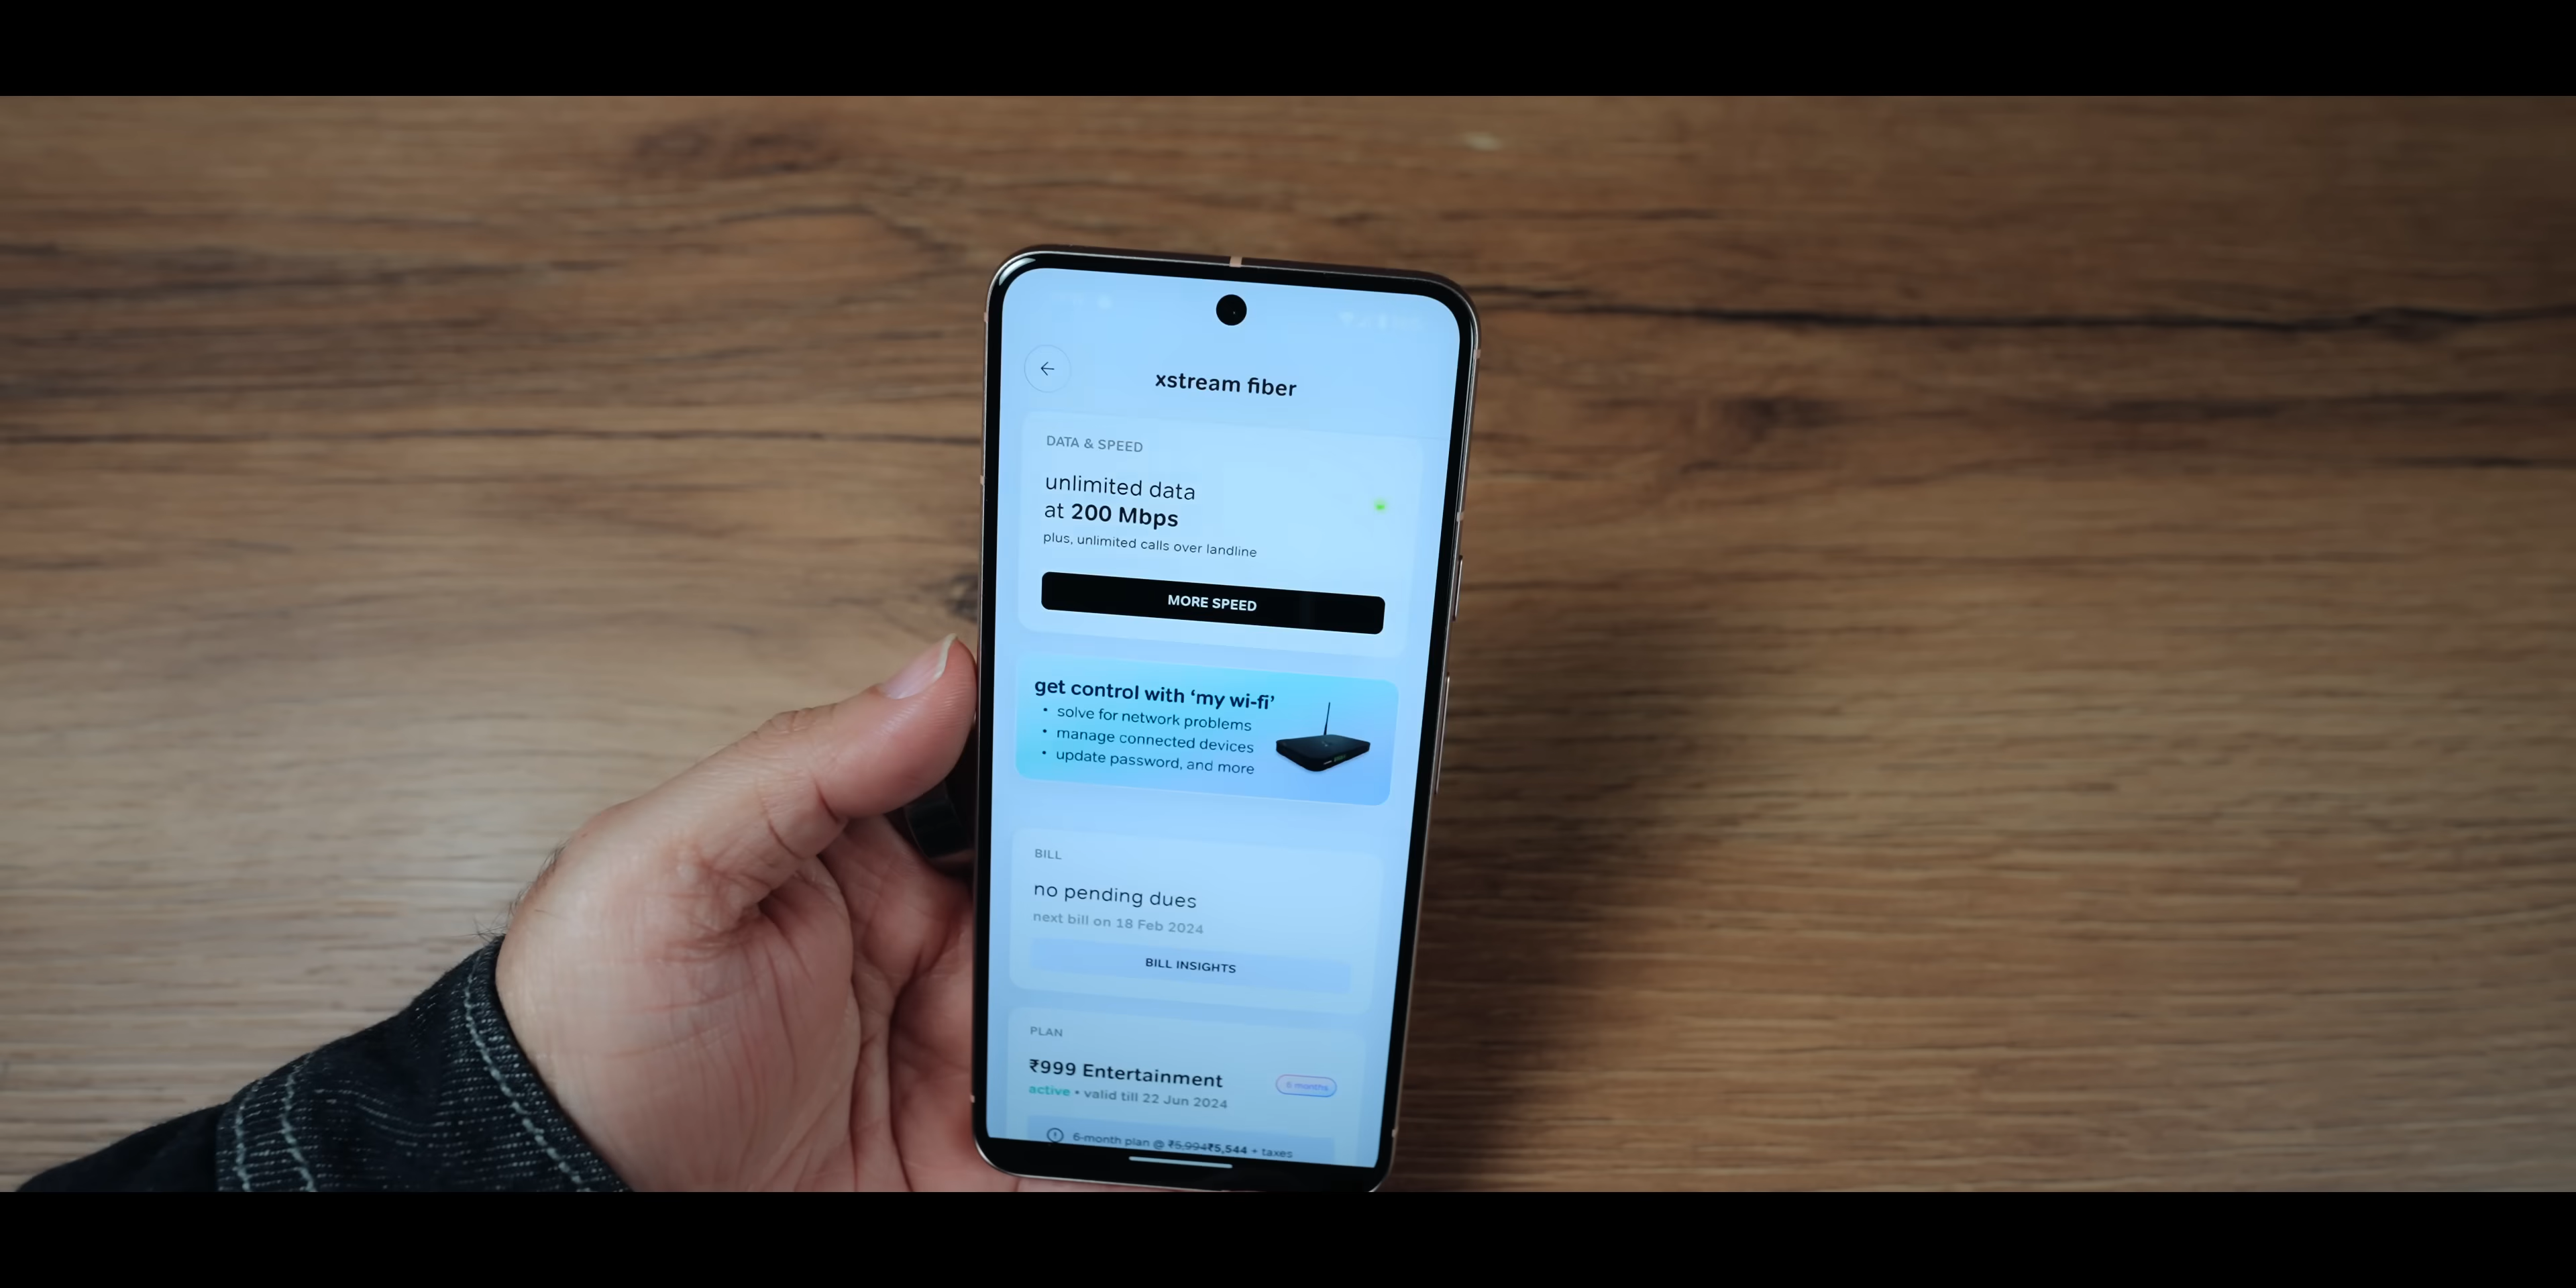 xstream fiber
DATA & SPEED
unlimited data
at 200 Mbps
plus, unlimited calls over landline
MORE SPEED
get control with ‘my wi-fi’
• solve for network problems
• manage connected devices
• update password, and more
BILL
no pending dues
next bill on 18 Feb 2024
BILL INSIGHTS
PLAN
₹999 Entertainment
6 months
active • valid till 22 Jun 2024
6-month plan @ ₹5,994 ₹5,544 + taxes